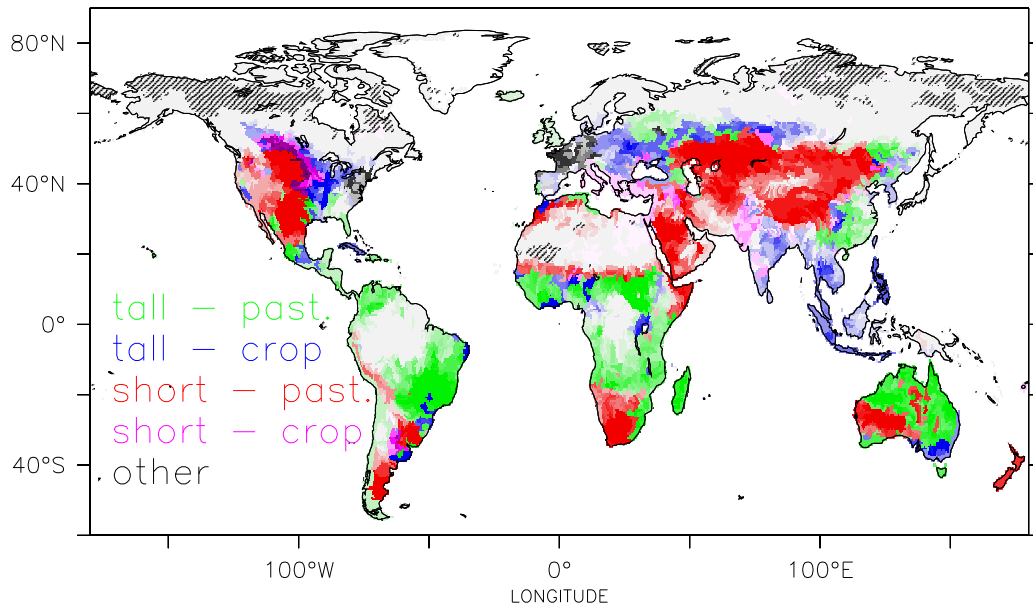 80°N
40°N
0°
40°S
tall – past.
tall – crop
short – past.
short – crop
other
100°W 0° 100°E
LONGITUDE